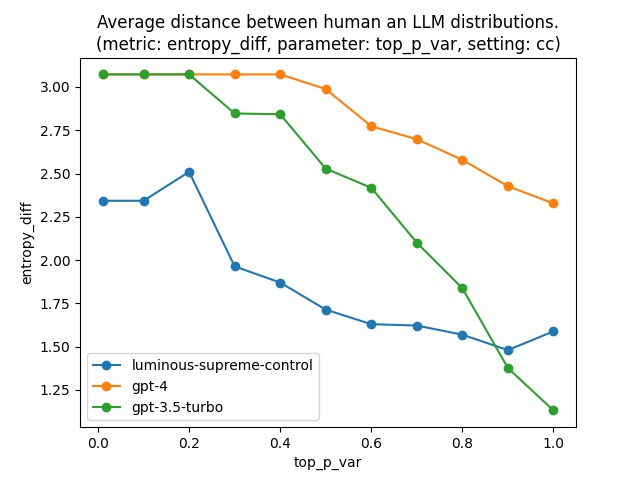 Average distance between human an LLM distributions.
(metric: entropy_diff, parameter: top_p_var, setting: cc)
3.00
2.75
2.50
2.25
2.00
1.75
1.50
1.25
entropy_diff
luminous-supreme-control
gpt-4
gpt-3.5-turbo
0.0 0.2 0.4 0.6 0.8 1.0
top_p_var